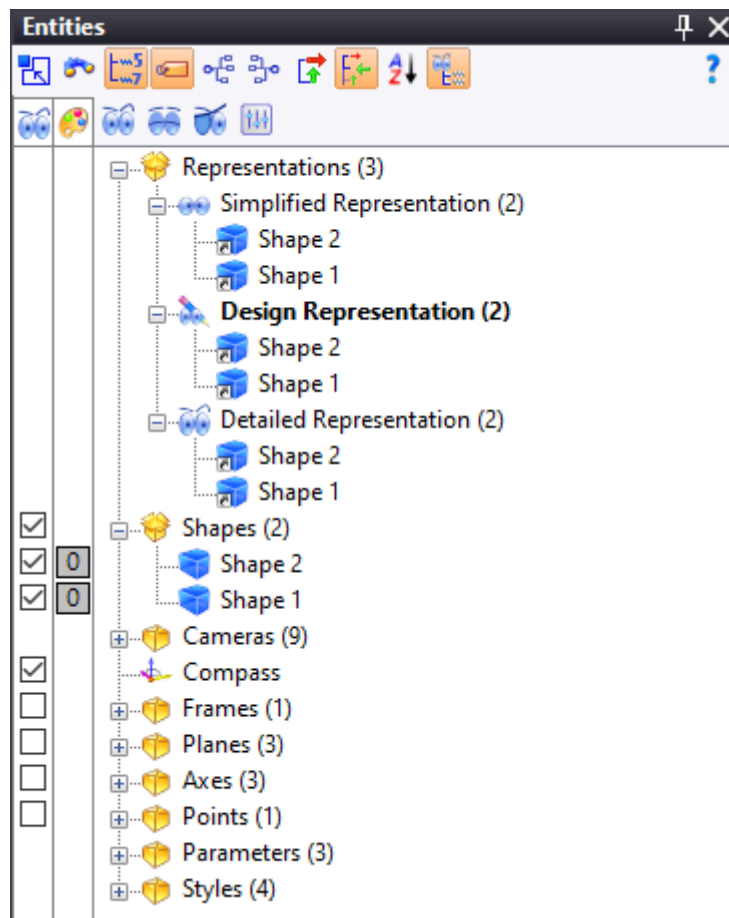 Entities
Representations (3)
Simplified Representation (2)
Shape 2
Shape 1
Design Representation (2)
Shape 2
Shape 1
Detailed Representation (2)
Shape 2
Shape 1
Shapes (2)
0 Shape 2
0 Shape 1
Cameras (9)
Compass
Frames (1)
Planes (3)
Axes (3)
Points (1)
Parameters (3)
Styles (4)